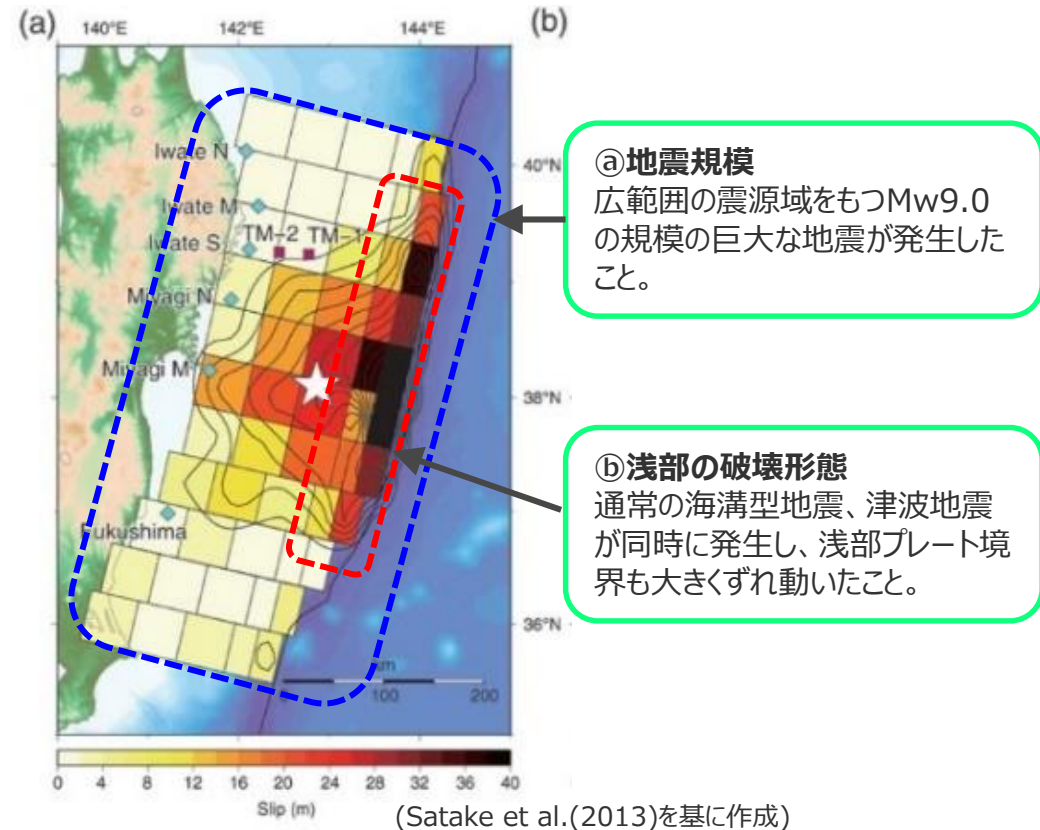 (a)
140°E
142°E
144°E
(b)
Iwate N
40°N
Iwate M
Iwate S
TM-2 TM-1
Miyagi N
Miyagi M
38°N
Fukushima
36°N
km
100
200
0 4 8 12 16 20 24 28 32 36 40
Slip (m)
(Satake et al.(2013)を基に作成)
ⓐ地震規模
広範囲の震源域をもつMw9.0
の規模の巨大な地震が発生した
こと。
ⓑ浅部の破壊形態
通常の海溝型地震、津波地震
が同時に発生し、浅部プレート境
界も大きくずれ動いたこと。